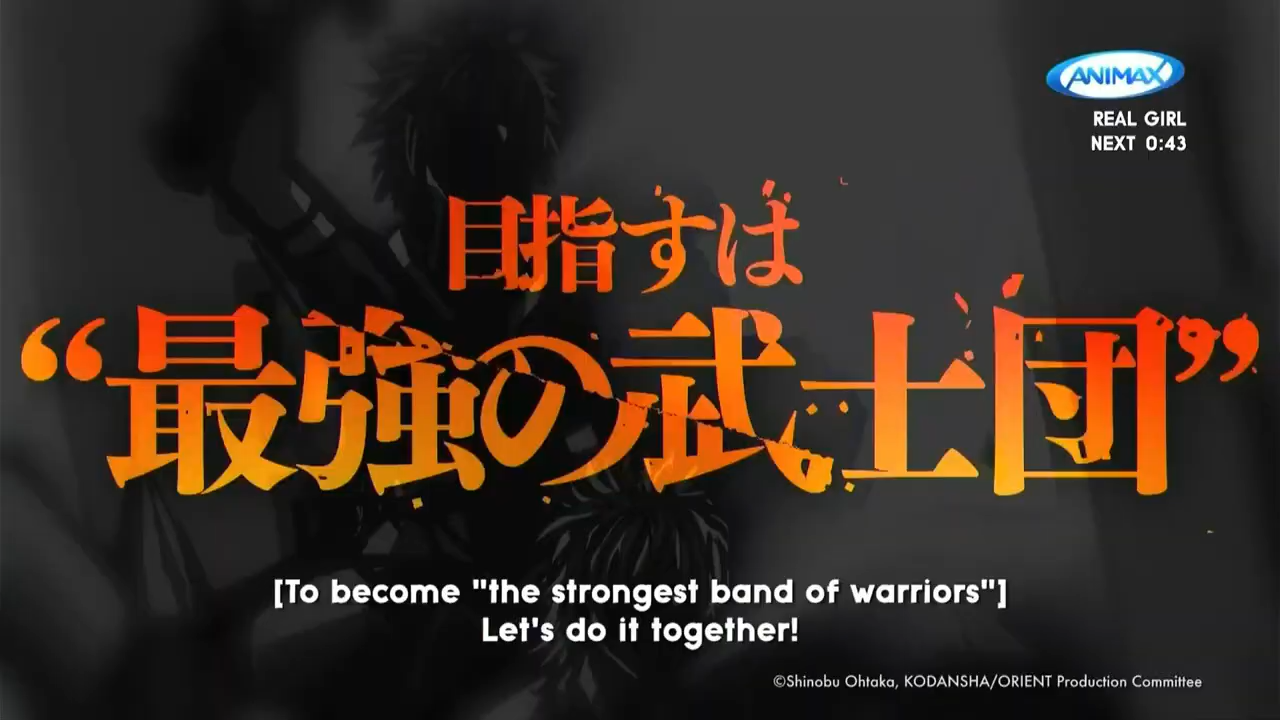 ANIMAX
REAL GIRL
NEXT 0:43
目指すは
“最強の武士団”
[To become "the strongest band of warriors"]
Let's do it together!
©Shinobu Ohtaka, KODANSHA/ORIENT Production Committee